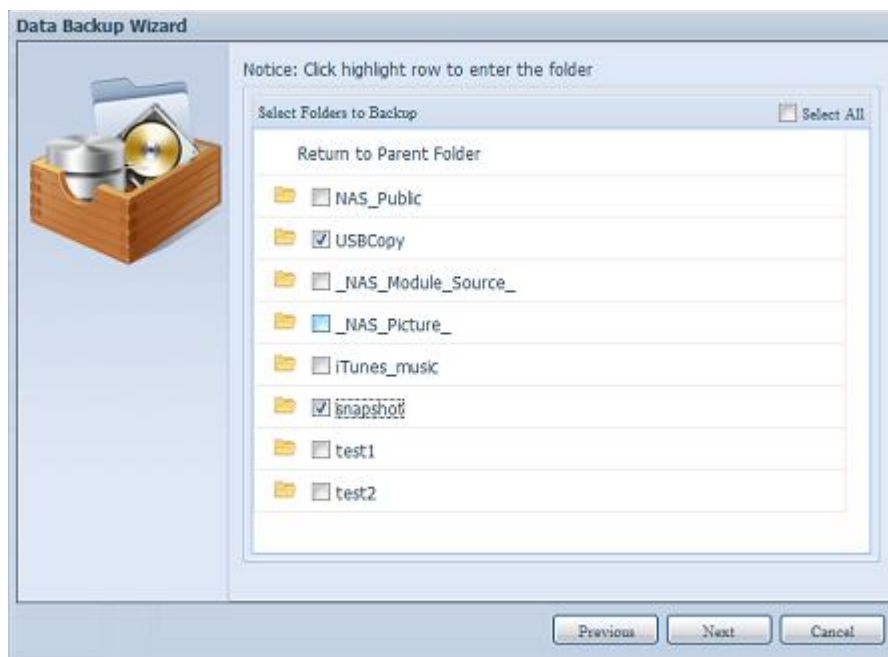 Data Backup Wizard
Notice: Click highlight row to enter the folder
Select Folders to Backup Select All
Return to Parent Folder
NAS_Public
USBCopy
_NAS_Module_Source_
_NAS_Picture_
iTunes_music
snapshot
test1
test2
Previous Next Cancel